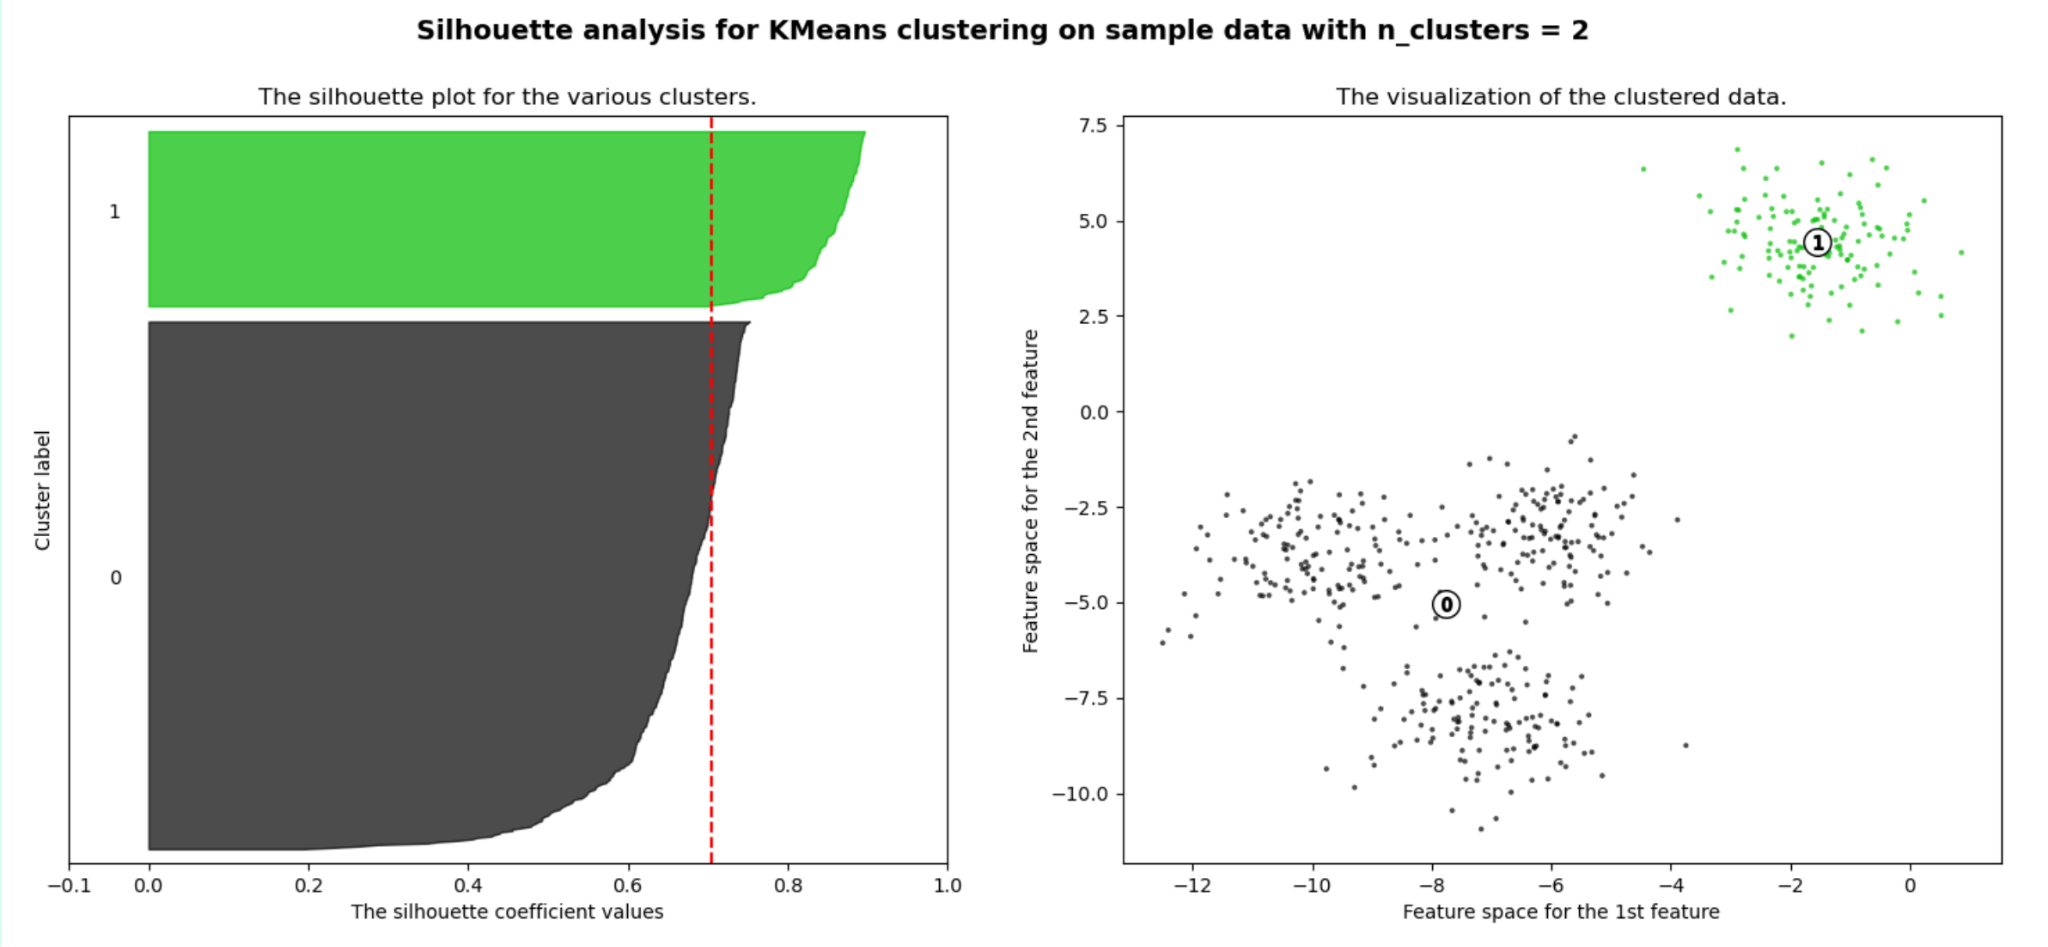 Silhouette analysis for KMeans clustering on sample data with n_clusters = 2
The silhouette plot for the various clusters.
1
0
Cluster label
−0.1 0.0 0.2 0.4 0.6 0.8 1.0
The silhouette coefficient values
The visualization of the clustered data.
7.5
5.0
2.5
0.0
−2.5
−5.0
−7.5
−10.0
Feature space for the 2nd feature
1
0
−12 −10 −8 −6 −4 −2 0
Feature space for the 1st feature